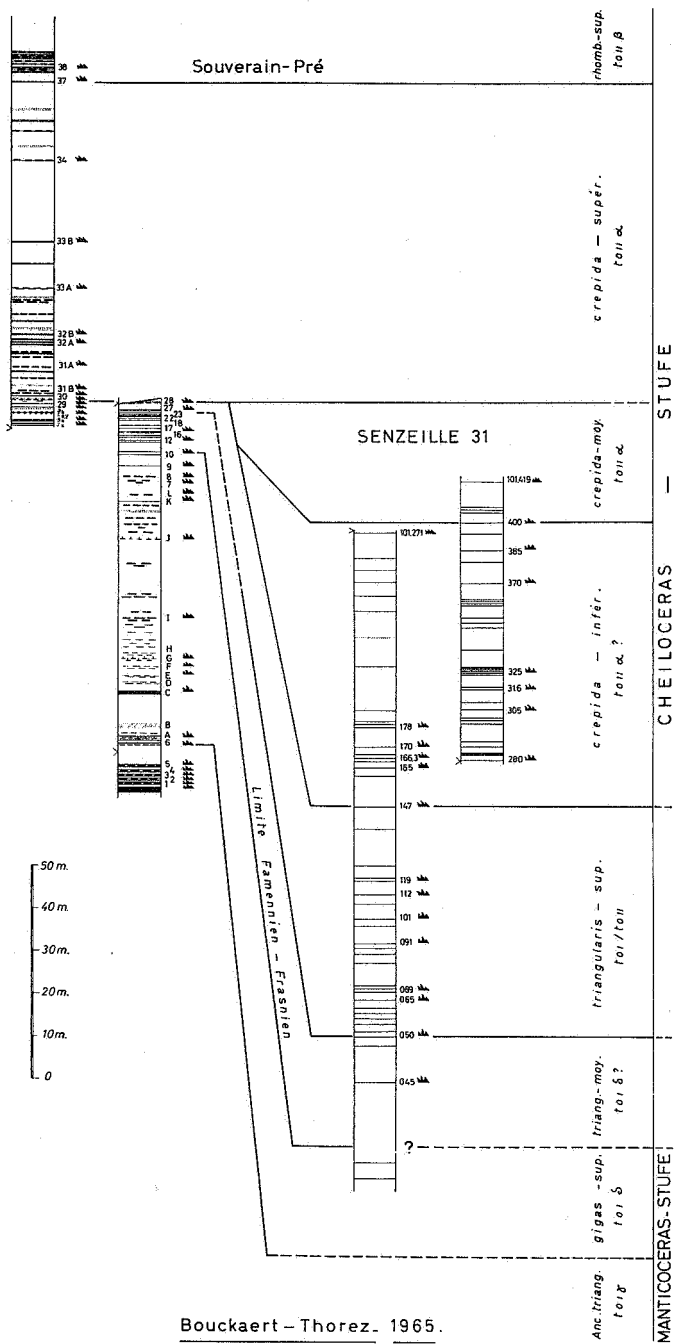 Souverain-Pré
38
37
34
33 B
33 A
32 B
32 A
31 A
31 B
30
29
28
27
23
22
18
17
16
12
10
9
8
7
L
K
J
I
H
G
F
E
D
C
B
A
6
5
4
3
2
1
SENZEILLE 31
101,419
400
385
370
325
316
305
280
101,271
178
170
166,3
165
147
119
112
101
091
069
065
050
045
?
Limite Famennien – Frasnien
50 m.
40 m.
30 m.
20 m.
10 m.
0
rhomb.-sup.
to II β
crepida – supér.
to II α
crepida-moy.
to II α
crepida – infér.
to II α ?
triangularis – sup.
to I / to II
triang.-moy.
to I δ ?
gigas -sup.
to I δ
Anc.triang.
to I γ
CHEILOCERAS – STUFE
MANTICOCERAS-STUFE
Bouckaert – Thorez_ 1965.